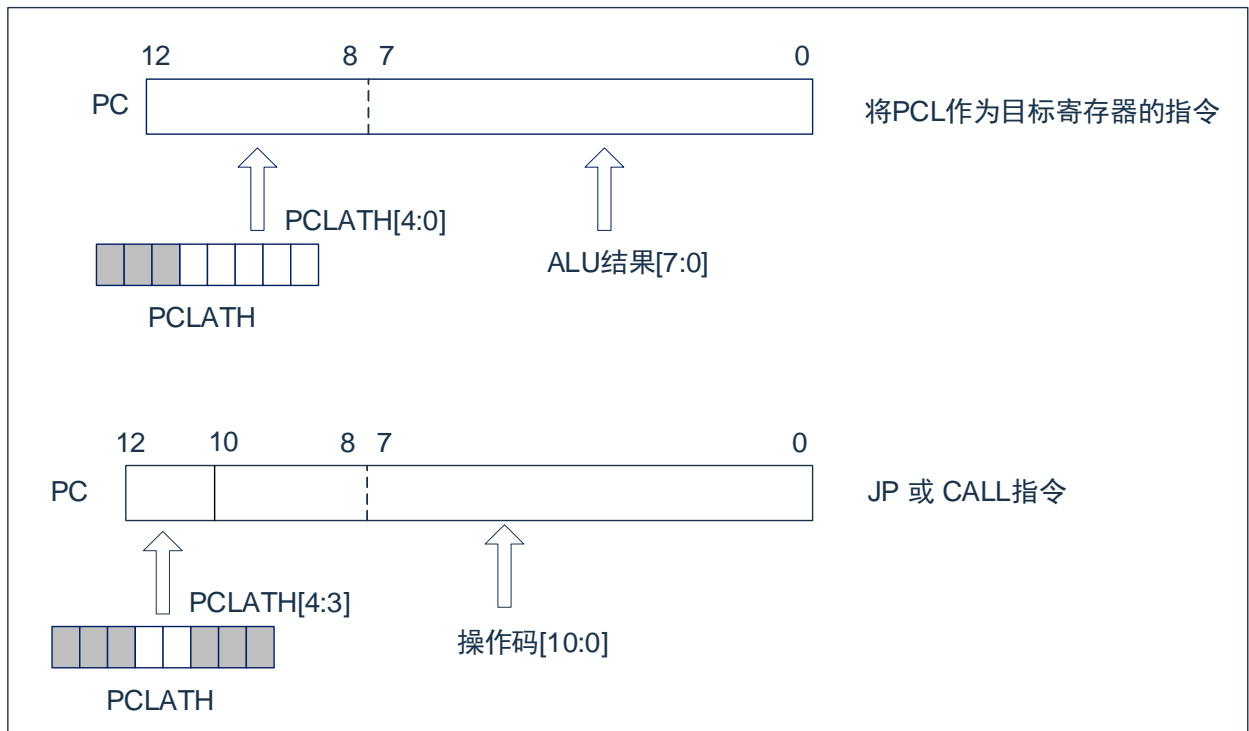 12 8 7 0
PC 将PCL作为目标寄存器的指令
PCLATH[4:0]
ALU结果[7:0]
PCLATH
12 10 8 7 0
PC JP 或 CALL指令
PCLATH[4:3]
操作码[10:0]
PCLATH